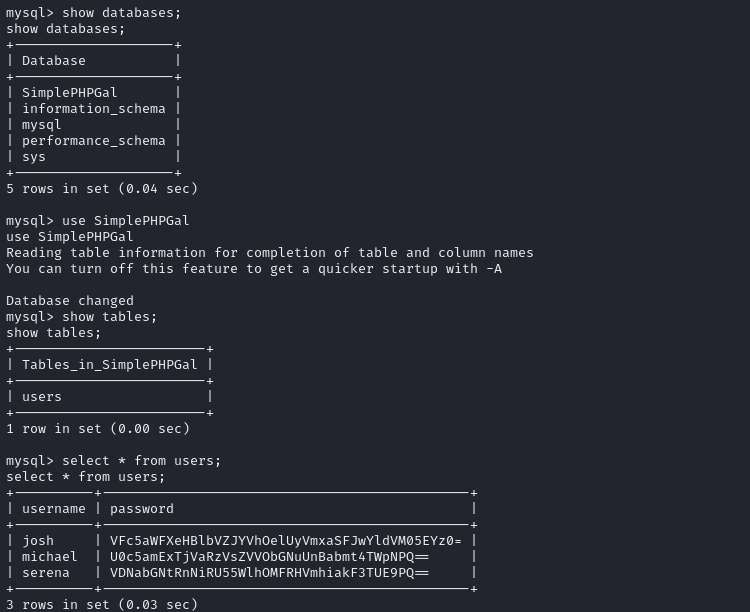 mysql> show databases;
show databases;
+--------------------+
| Database           |
+--------------------+
| SimplePHPGal       |
| information_schema |
| mysql              |
| performance_schema |
| sys                |
+--------------------+
5 rows in set (0.04 sec)
mysql> use SimplePHPGal
use SimplePHPGal
Reading table information for completion of table and column names
You can turn off this feature to get a quicker startup with -A
Database changed
mysql> show tables;
show tables;
+------------------------+
| Tables_in_SimplePHPGal |
+------------------------+
| users                  |
+------------------------+
1 row in set (0.00 sec)
mysql> select * from users;
select * from users;
+----------+----------------------------------------------+
| username | password                                     |
+----------+----------------------------------------------+
| josh     | VFc5aWFXeHBlbVZJYVhOelUyVmxaSFJwYldVM05EYz0= |
| michael  | U0c5amExTjVaRzVsZVVObGNuUnBabmt4TWpNPQ==     |
| serena   | VDNabGNtRnNiRU55WlhOMFRHVmhiakF3TUE9PQ==     |
+----------+----------------------------------------------+
3 rows in set (0.03 sec)